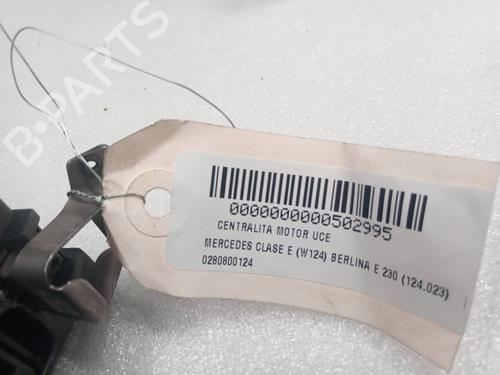 B-PARTS
0000000000502995
CENTRALITA MOTOR UCE
MERCEDES CLASE E (W124) BERLINA E 230 (124.023)
0280800124